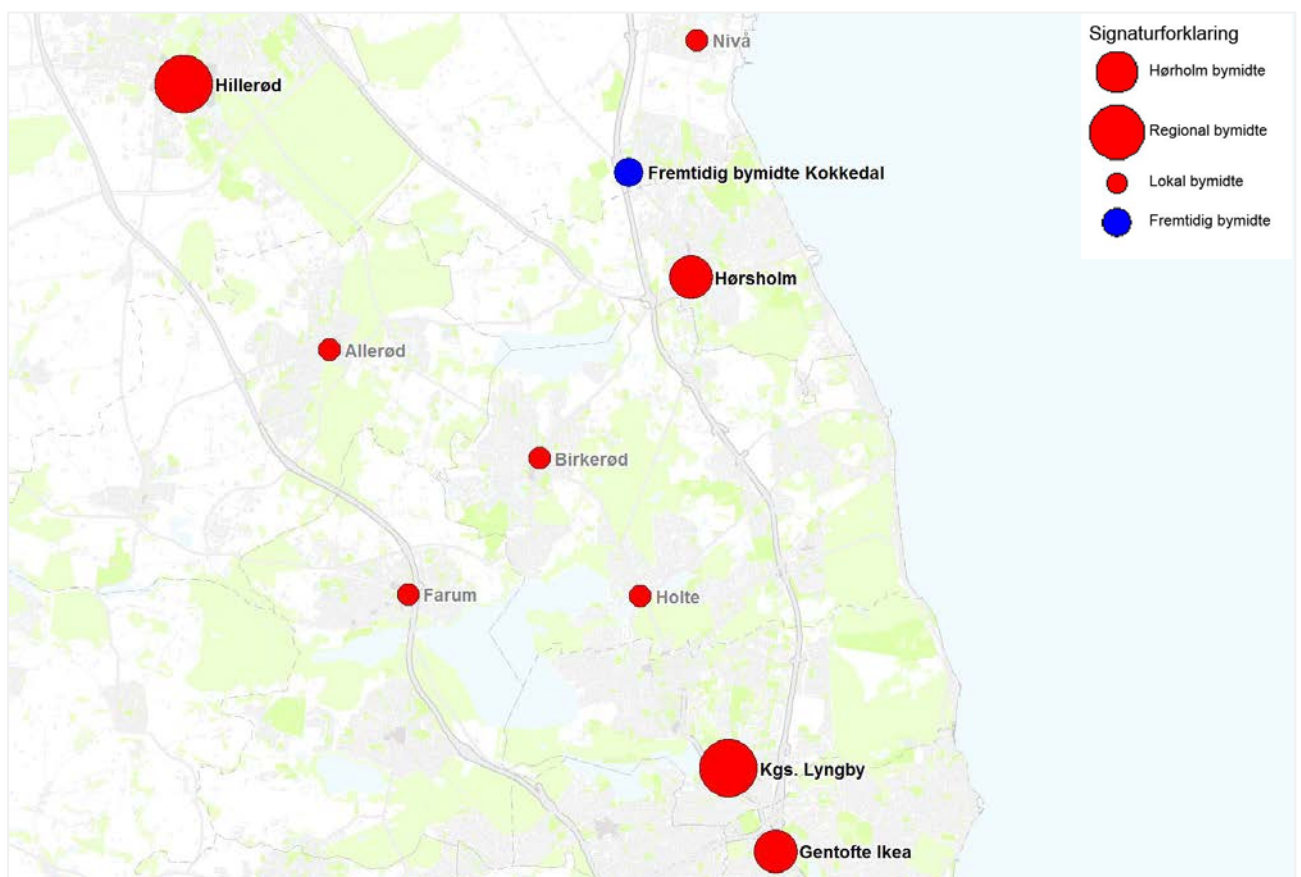 Nivå
Hillerød
Fremtidig bymidte Kokkedal
Hørsholm
Allerød
Birkerød
Farum
Holte
Kgs. Lyngby
Gentofte Ikea
Signaturforklaring
Hørholm bymidte
Regional bymidte
Lokal bymidte
Fremtidig bymidte